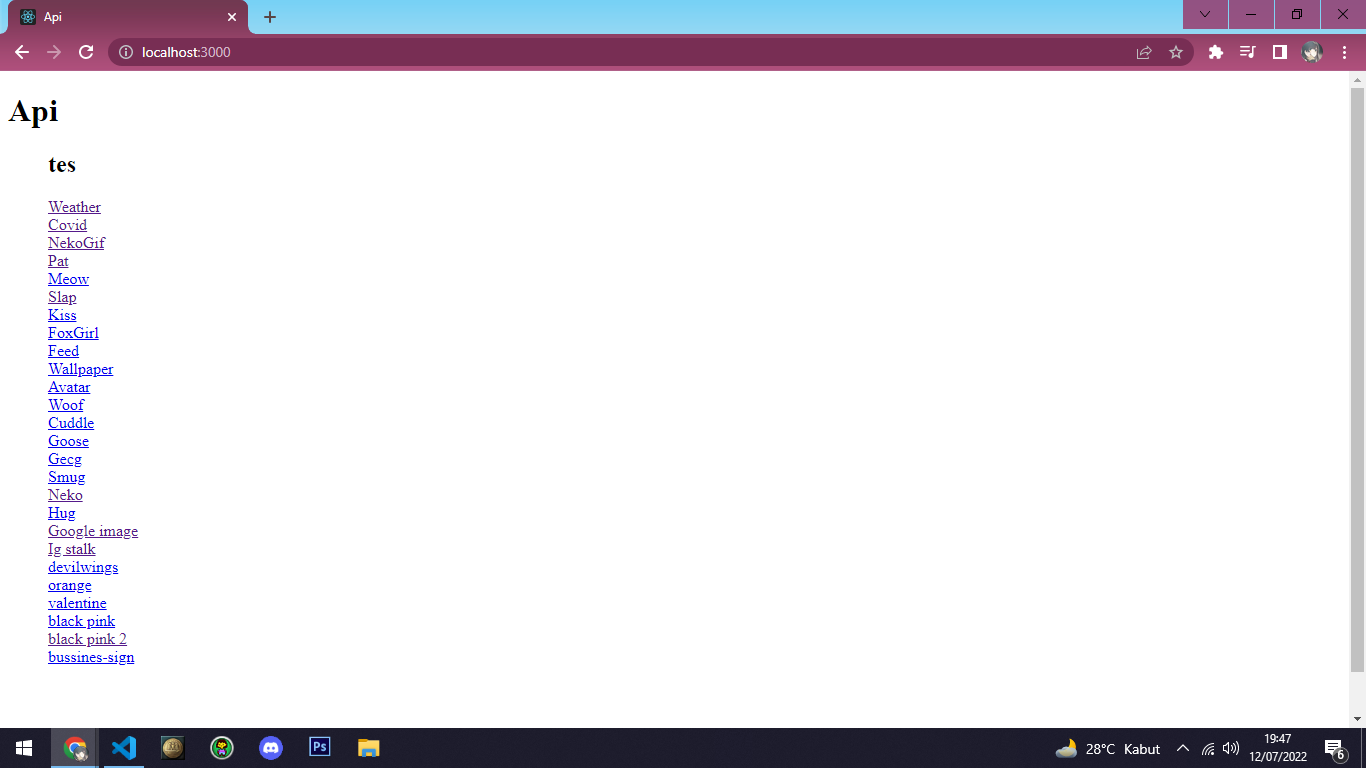 Api
localhost:3000
Api
tes
Weather
Covid
NekoGif
Pat
Meow
Slap
Kiss
FoxGirl
Feed
Wallpaper
Avatar
Woof
Cuddle
Goose
Gecg
Smug
Neko
Hug
Google image
Ig stalk
devilwings
orange
valentine
black pink
black pink 2
bussines-sign
Ps
28°C Kabut
19:47
12/07/2022
6